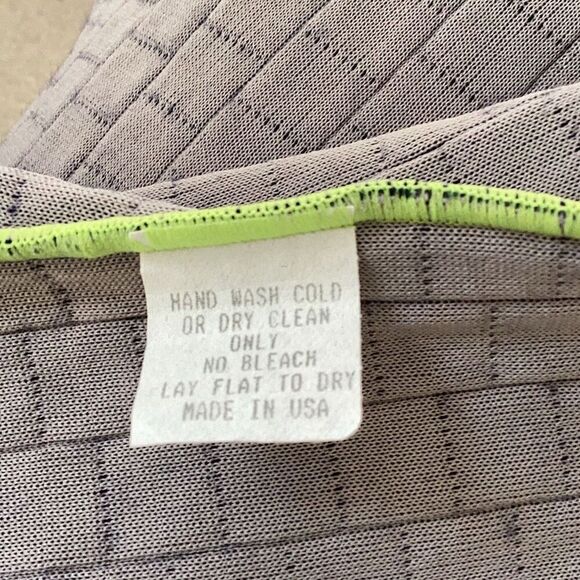 HAND WASH COLD
OR DRY CLEAN
ONLY
NO BLEACH
LAY FLAT TO DRY
MADE IN USA